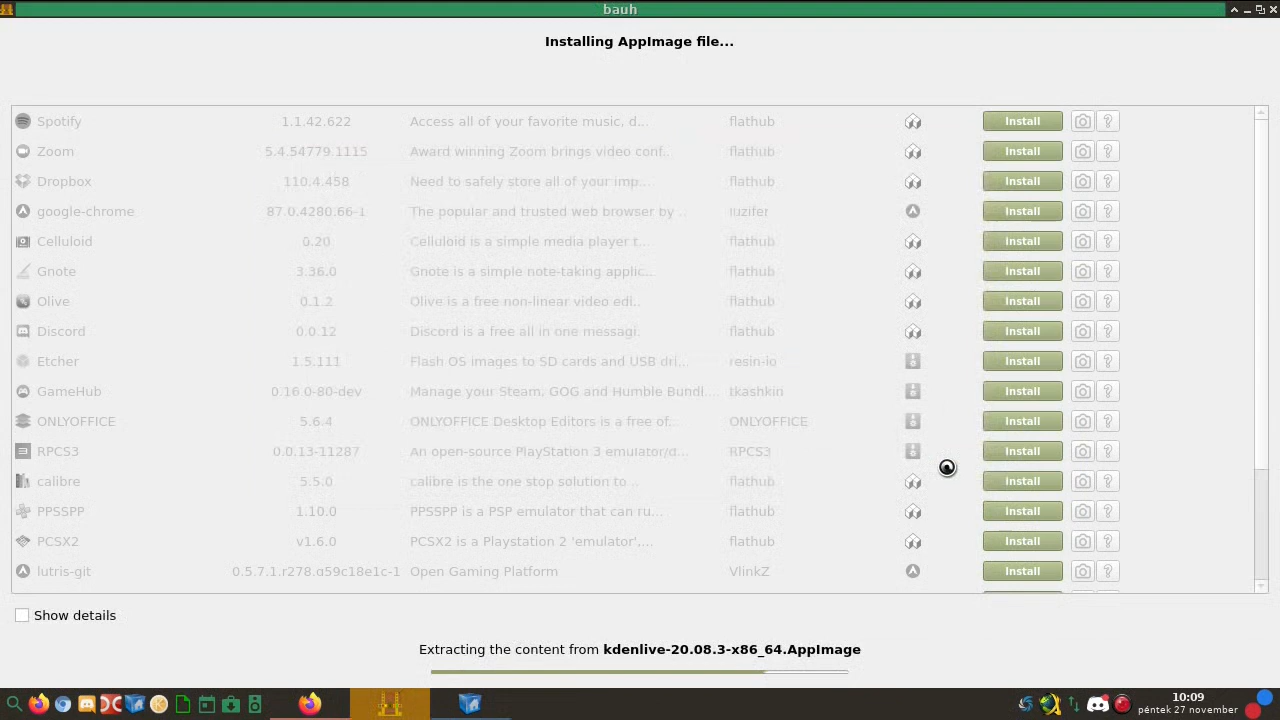 bauh
Installing AppImage file...
Spotify 1.1.42.622 Access all of your favorite music, d... flathub Install ?
Zoom 5.4.54779.1115 Award winning Zoom brings video conf... flathub Install ?
Dropbox 110.4.458 Need to safely store all of your imp... flathub Install ?
google-chrome 87.0.4280.66-1 The popular and trusted web browser by ... luzifer Install ?
Celluloid 0.20 Celluloid is a simple media player t... flathub Install ?
Gnote 3.36.0 Gnote is a simple note-taking applic... flathub Install ?
Olive 0.1.2 Olive is a free non-linear video edi... flathub Install ?
Discord 0.0.12 Discord is a free all in one messagi... flathub Install ?
Etcher 1.5.111 Flash OS images to SD cards and USB dri... resin-io Install ?
GameHub 0.16.0-80-dev Manage your Steam, GOG and Humble Bundl.... tkashkin Install ?
ONLYOFFICE 5.6.4 ONLYOFFICE Desktop Editors is a free of... ONLYOFFICE Install ?
RPCS3 0.0.13-11287 An open-source PlayStation 3 emulator/d... RPCS3 Install ?
calibre 5.5.0 calibre is the one stop solution to... flathub Install ?
PPSSPP 1.10.0 PPSSPP is a PSP emulator that can ru... flathub Install ?
PCSX2 v1.6.0 PCSX2 is a Playstation 2 'emulator',... flathub Install ?
lutris-git 0.5.7.1.r278.g59c18e1c-1 Open Gaming Platform VlinkZ Install ?
Show details
Extracting the content from kdenlive-20.08.3-x86_64.AppImage
10:09
péntek 27 november